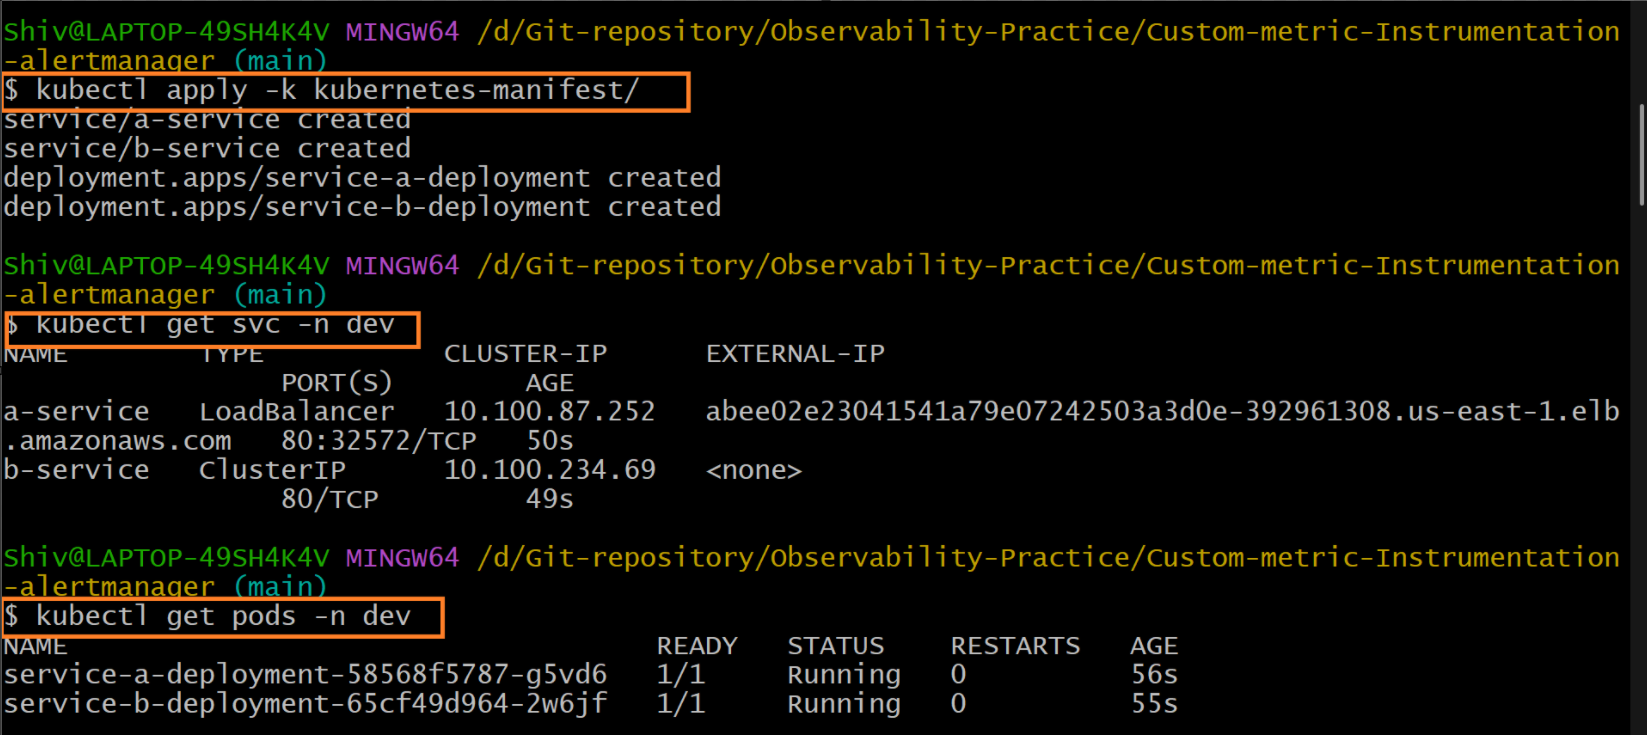 Shiv@LAPTOP-49SH4K4V MINGW64 /d/Git-repository/Observability-Practice/Custom-metric-Instrumentation
-alertmanager (main)
$ kubectl apply -k kubernetes-manifest/
service/a-service created
service/b-service created
deployment.apps/service-a-deployment created
deployment.apps/service-b-deployment created
Shiv@LAPTOP-49SH4K4V MINGW64 /d/Git-repository/Observability-Practice/Custom-metric-Instrumentation
-alertmanager (main)
$ kubectl get svc -n dev
NAME TYPE CLUSTER-IP EXTERNAL-IP
PORT(S) AGE
a-service LoadBalancer 10.100.87.252 abee02e23041541a79e07242503a3d0e-392961308.us-east-1.elb
.amazonaws.com 80:32572/TCP 50s
b-service ClusterIP 10.100.234.69 <none>
80/TCP 49s
Shiv@LAPTOP-49SH4K4V MINGW64 /d/Git-repository/Observability-Practice/Custom-metric-Instrumentation
-alertmanager (main)
$ kubectl get pods -n dev
NAME READY STATUS RESTARTS AGE
service-a-deployment-58568f5787-g5vd6 1/1 Running 0 56s
service-b-deployment-65cf49d964-2w6jf 1/1 Running 0 55s